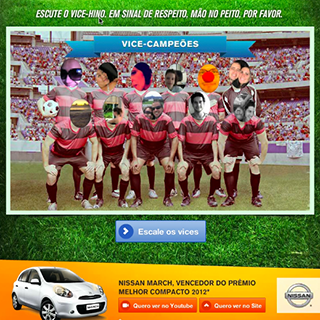 ESCUTE O VICE-HINO. EM SINAL DE RESPEITO, MÃO NO PEITO, POR FAVOR.
VICE-CAMPEÕES
Escale os vices
NISSAN MARCH, VENCEDOR DO PRÊMIO
MELHOR COMPACTO 2012*
Quero ver no Youtube
Quero ver no Site
NISSAN